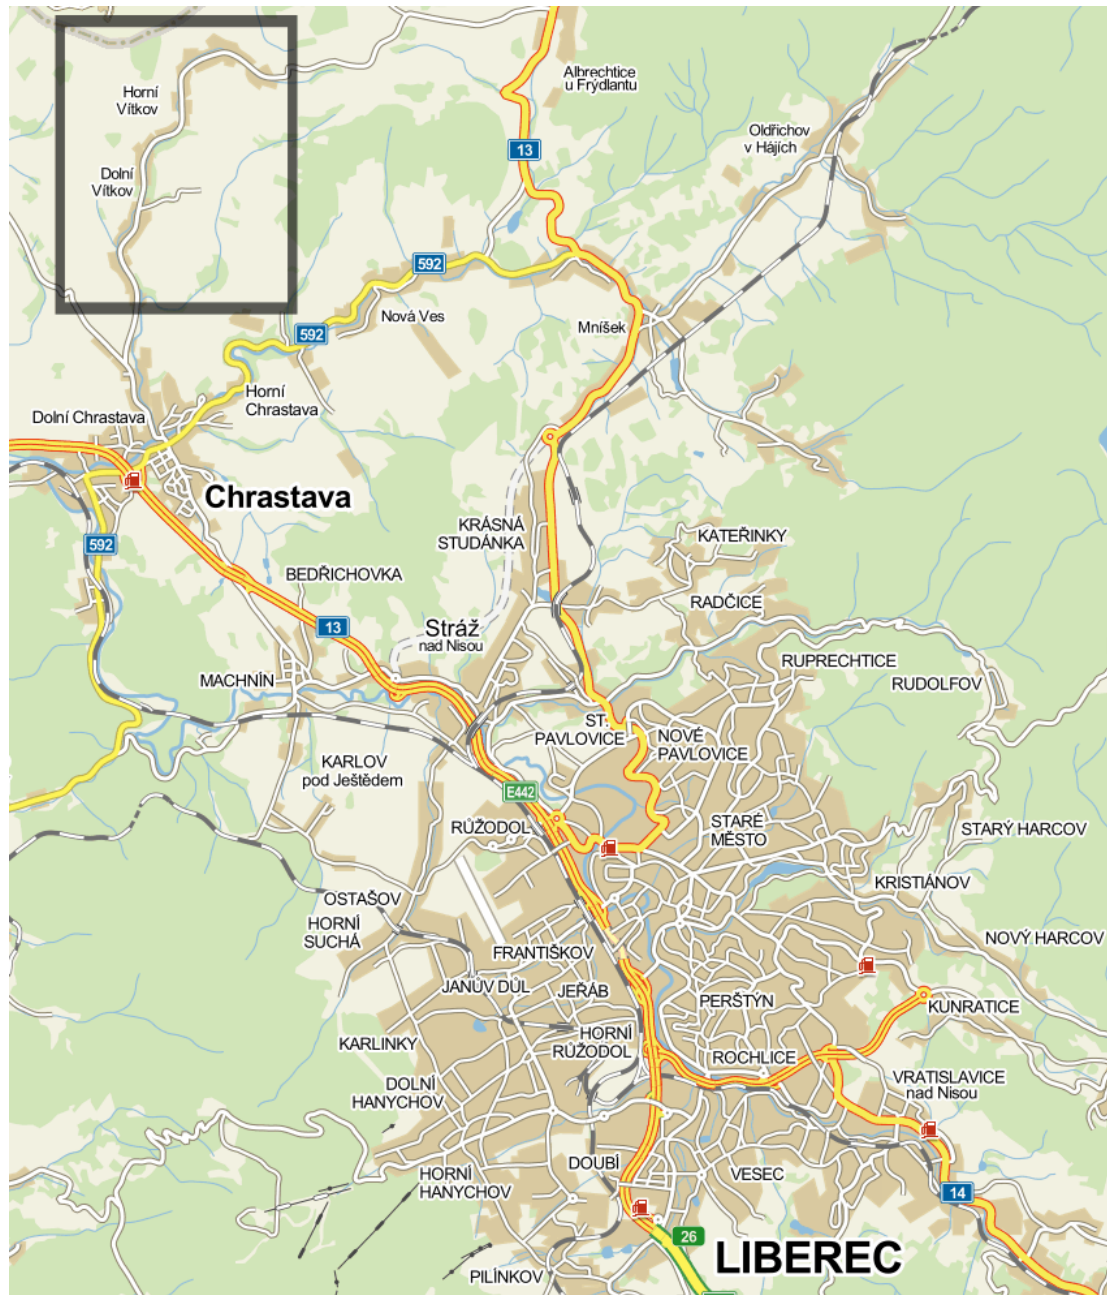 Albrechtice
u Frýdlantu
Horní
Vítkov
13
Oldřichov
v Hájích
Dolní
Vítkov
592
Nová Ves
Mníšek
592
Horní
Chrastava
Dolní Chrastava
Chrastava
KRÁSNÁ
STUDÁNKA
KATEŘINKY
592
BEDŘICHOVKA
RADČICE
13
Stráž
nad Nisou
RUPRECHTICE
MACHNÍN
RUDOLFOV
ST.
PAVLOVICE
NOVÉ
PAVLOVICE
KARLOV
pod Ještědem
E442
RŮŽODOL
STARÉ
MĚSTO
STARÝ HARCOV
KRISTIÁNOV
OSTAŠOV
HORNÍ
SUCHÁ
FRANTIŠKOV
NOVÝ HARCOV
JANŮV DŮL
JEŘÁB
PERŠTÝN
KUNRATICE
KARLINKY
HORNÍ
RŮŽODOL
ROCHLICE
DOLNÍ
HANYCHOV
VRATISLAVICE
nad Nisou
DOUBÍ
VESEC
HORNÍ
HANYCHOV
14
26
LIBEREC
PILÍNKOV